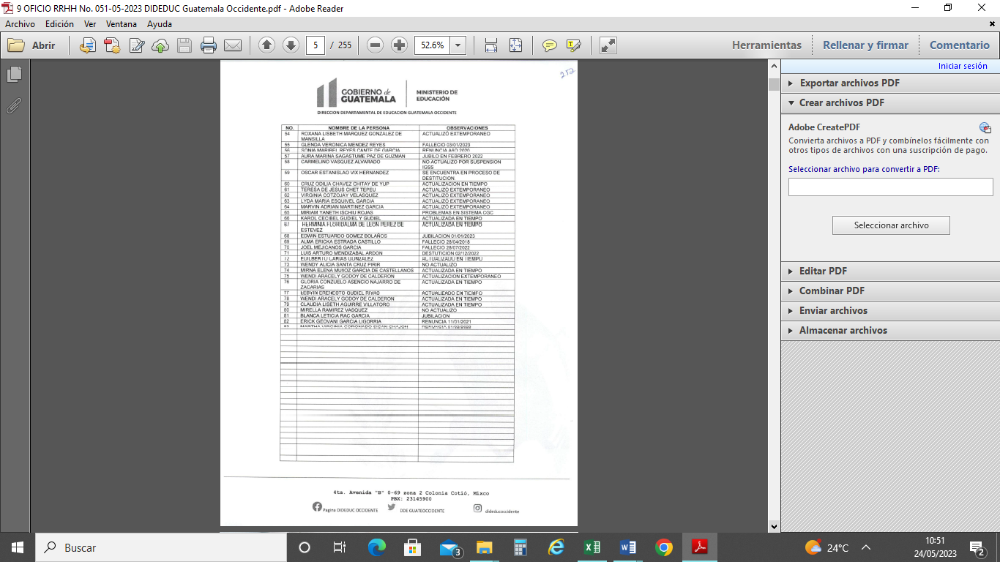 9 OFICIO RRHH No. 051-05-2023 DIDEDUC Guatemala Occidente.pdf - Adobe Reader
Archivo Edición Ver Ventana Ayuda
Abrir 5 / 255 52.6% Herramientas Rellenar y firmar Comentario
Iniciar sesión
257
GOBIERNO de GUATEMALA
MINISTERIO DE EDUCACIÓN
DIRECCION DEPARTAMENTAL DE EDUCACION GUATEMALA OCCIDENTE
NO. NOMBRE DE LA PERSONA OBSERVACIONES
54 ROXANA LISBETH MARQUEZ GONZALEZ DE MANSILLA ACTUALIZÓ EXTEMPORANEO
55 GLENDA VERONICA MENDEZ REYES FALLECIO 03/01/2023
56 SONIA MARIBEL REYES CANTE DE GARCIA RENUNCIA AÑO 2020
57 AURA MARINA SAGASTUME PAZ DE GUZMAN JUBILO EN FEBRERO 2022
58 CARMELINO VASQUEZ ALVARADO NO ACTUALIZO POR SUSPENSION IGSS
59 OSCAR ESTANISLAO VIX HERNANDEZ SE ENCUENTRA EN PROCESO DE DESTITUCION.
60 CRUZ ODILIA CHAVEZ CHITAY DE YUP ACTUALIZACION EN TIEMPO
61 TERESA DE JESUS CHET TEPEU ACTUALIZÓ EXTEMPORANEO
62 VIRGINIA COTZOJAY VELASQUEZ ACTUALIZÓ EXTEMPORANEO
63 LYDA MARIA ESQUIVEL GARCIA ACTUALIZÓ EXTEMPORANEO
64 MARVIN ADRIAN MARTINEZ GARCIA ACTUALIZÓ EXTEMPORANEO
65 MIRIAM YANETH ISCHIU ROJAS PROBLEMAS EN SISTEMA CGC
66 KAROL CECIBEL GUDIEL Y GUDIEL ACTUALIZADA EN TIEMPO
67 HERMINIA FLORIDALMA DE LEON PEREZ DE ESTEVEZ ACTUALIZADA EN TIEMPO
68 EDWIN ESTUARDO GOMEZ BOLAÑOS JUBILACION 01/01/2023
69 ALMA ERICKA ESTRADA CASTILLO FALLECIO 28/04/2018
70 JOEL MEJICANOS GARCIA FALLECIO 28/07/2022
71 LUIS ARTURO MENDIZABAL ARDON DESTUTICION 02/12/2022
72 EDILBERTO CARIAS GONZALEZ ACTUALIZADO EN TIEMPO
73 WENDY ALICIA SANTA CRUZ PIRIR NO ACTUALIZO
74 MIRNA ELENA MUÑOZ GARCIA DE CASTELLANOS ACTUALIZADA EN TIEMPO
75 WENDI ARACELY GODOY DE CALDERON ACTUALIZACION EXTEMPORANEO
76 GLORIA CONZUELO ASENCIO NAJARRO DE ZACARIAS ACTUALIZADA EN TIEMPO
77 GUDIEL RIVAS ACTUALIZADO EN TIEMPO
78 WENDI ARACELY GODOY DE CALDERON ACTUALIZADA EN TIEMPO
79 CLAUDIA LISETH AGUIRRE VILLATORO ACTUALIZADA EN TIEMPO
80 MIRELLA RAMIREZ VASQUEZ NO ACTUALIZO
81 BLANCA LETICIA RAC GARCIA JUBILACION
82 ERICK GEOVANI GARCIA LIGORRIA RENUNCIA 11/01/2021
83 MARTHA VIRGINIA CORONADO RENUNCIA
4ta. Avenida "B" 0-69 zona 2 Colonia Cotió, Mixco
PBX: 23145900
Pagina DIDEDUC OCCIDENTE DDE GUATEOCCIDENTE dideducoccidente
Exportar archivos PDF
Crear archivos PDF
Adobe CreatePDF
Convierta archivos a PDF y combínelos fácilmente con
otros tipos de archivos con una suscripción de pago.
Seleccionar archivo para convertir a PDF:
Seleccionar archivo
Editar PDF
Combinar PDF
Enviar archivos
Almacenar archivos
Buscar 3 24°C 10:51 2
24/05/2023